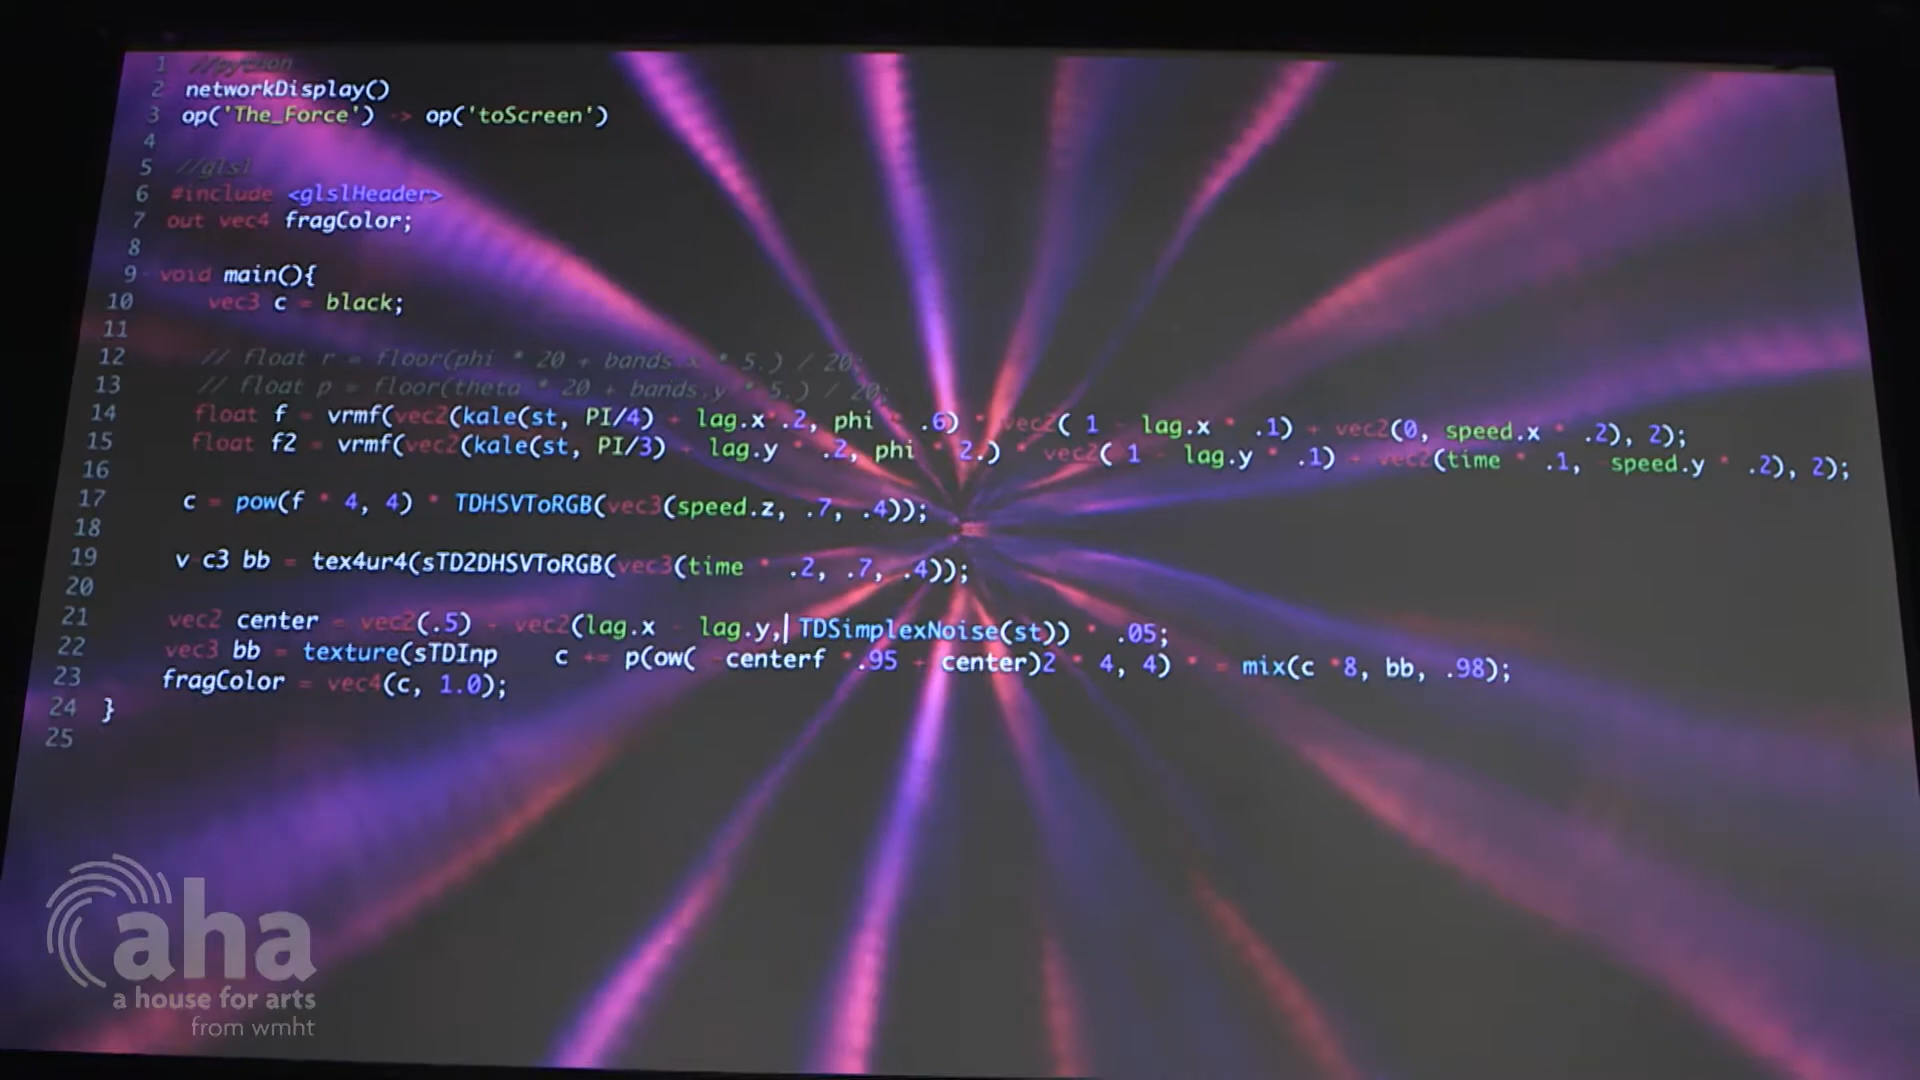 1 //python
2 networkDisplay()
3 op('The_Force') -> op('toScreen')
4
5 //glsl
6 #include <glslHeader>
7 out vec4 fragColor;
8
9 void main(){
10 vec3 c = black;
11
12 // float r = floor(phi * 20 + bands.x * 5.) / 20;
13 // float p = floor(theta * 20 + bands.y * 5.) / 20;
14 float f = vrmf(vec2(kale(st, PI/4) + lag.x*.2, phi * .6) * vec2( 1 - lag.x * .1) + vec2(0, speed.x * .2), 2);
15 float f2 = vrmf(vec2(kale(st, PI/3) + lag.y * .2, phi * 2.) * vec2( 1 - lag.y * .1) + vec2(time * .1, speed.y * .2), 2);
16
17 c = pow(f * 4, 4) * TDHSVToRGB(vec3(speed.z, .7, .4));
18
19 v c3 bb = tex4ur4(sTD2DHSVToRGB(vec3(time * .2, .7, .4));
20
21 vec2 center = vec2(.5) - vec2(lag.x - lag.y, TDSimplexNoise(st)) * .05;
22 vec3 bb = texture(sTDInp c += p(ow( -centerf *.95 + center)2 * 4, 4) * = mix(c *8, bb, .98);
23 fragColor = vec4(c, 1.0);
24 }
25
aha
a house for arts
from wmht